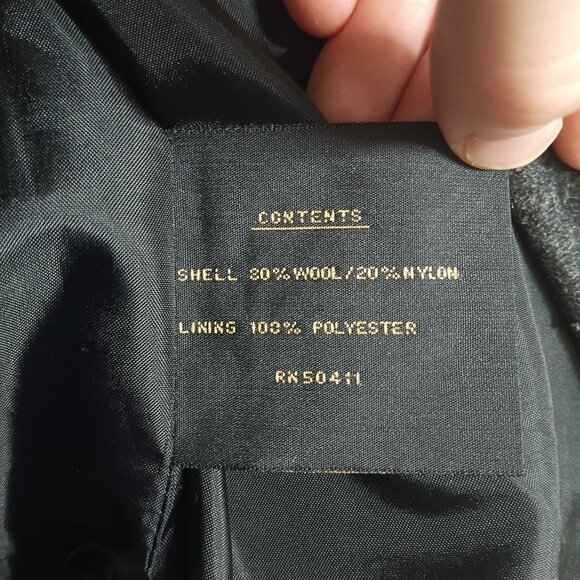 CONTENTS
SHELL 80% WOOL/20% NYLON
LINING 100% POLYESTER
RN50411